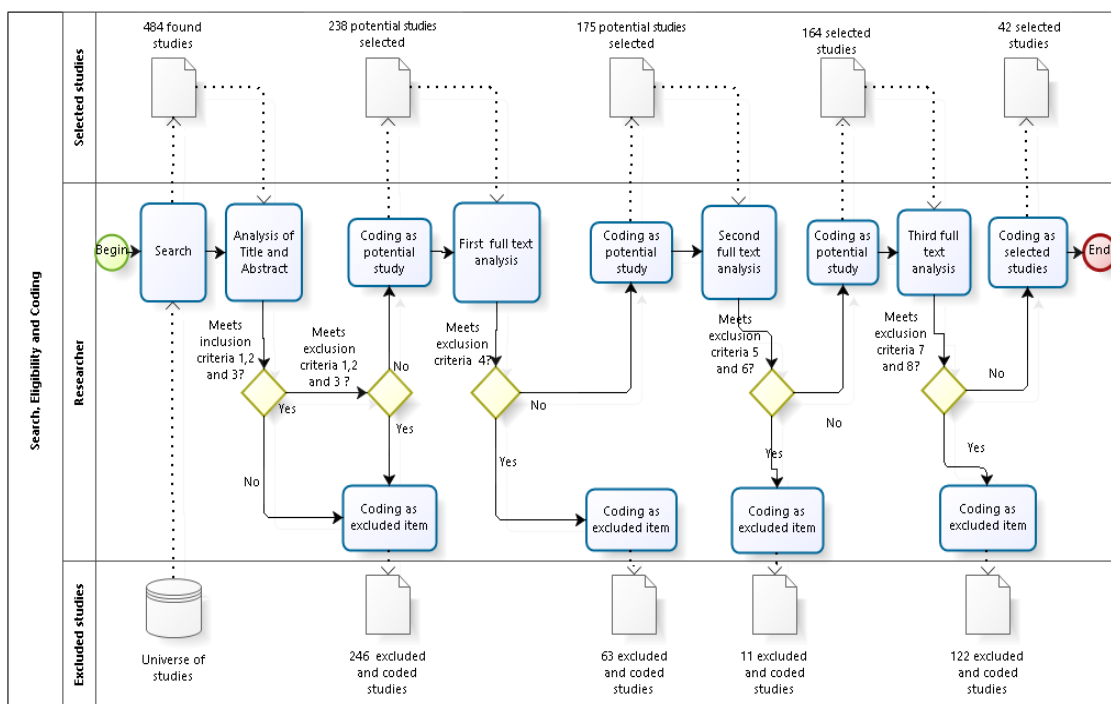 Search, Eligibility and Coding
Selected studies
484 found
studies
238 potential studies
selected
175 potential studies
selected
164 selected
studies
42 selected
studies
Researcher
Begin
Search
Analysis of
Title and
Abstract
Coding as
potential
study
First full text
analysis
Coding as
potential
study
Second
full text
analysis
Coding as
potential
study
Third full
text
analysis
Coding as
selected
studies
End
Meets
inclusion
criteria 1,2
and 3?
Meets
exclusion
criteria 1,2
and 3 ?
Meets
exclusion
criteria 4?
Meets
exclusion
criteria 5
and 6?
Meets
exclusion
criteria 7
and 8?
Yes
No
No
Yes
No
Yes
No
Yes
No
Yes
No
Coding as
excluded item
Coding as
excluded item
Coding as
excluded item
Coding as
excluded item
Excluded studies
Universe of
studies
246 excluded
and coded
studies
63 excluded
and coded
studies
11 excluded
and coded
studies
122 excluded
and coded
studies